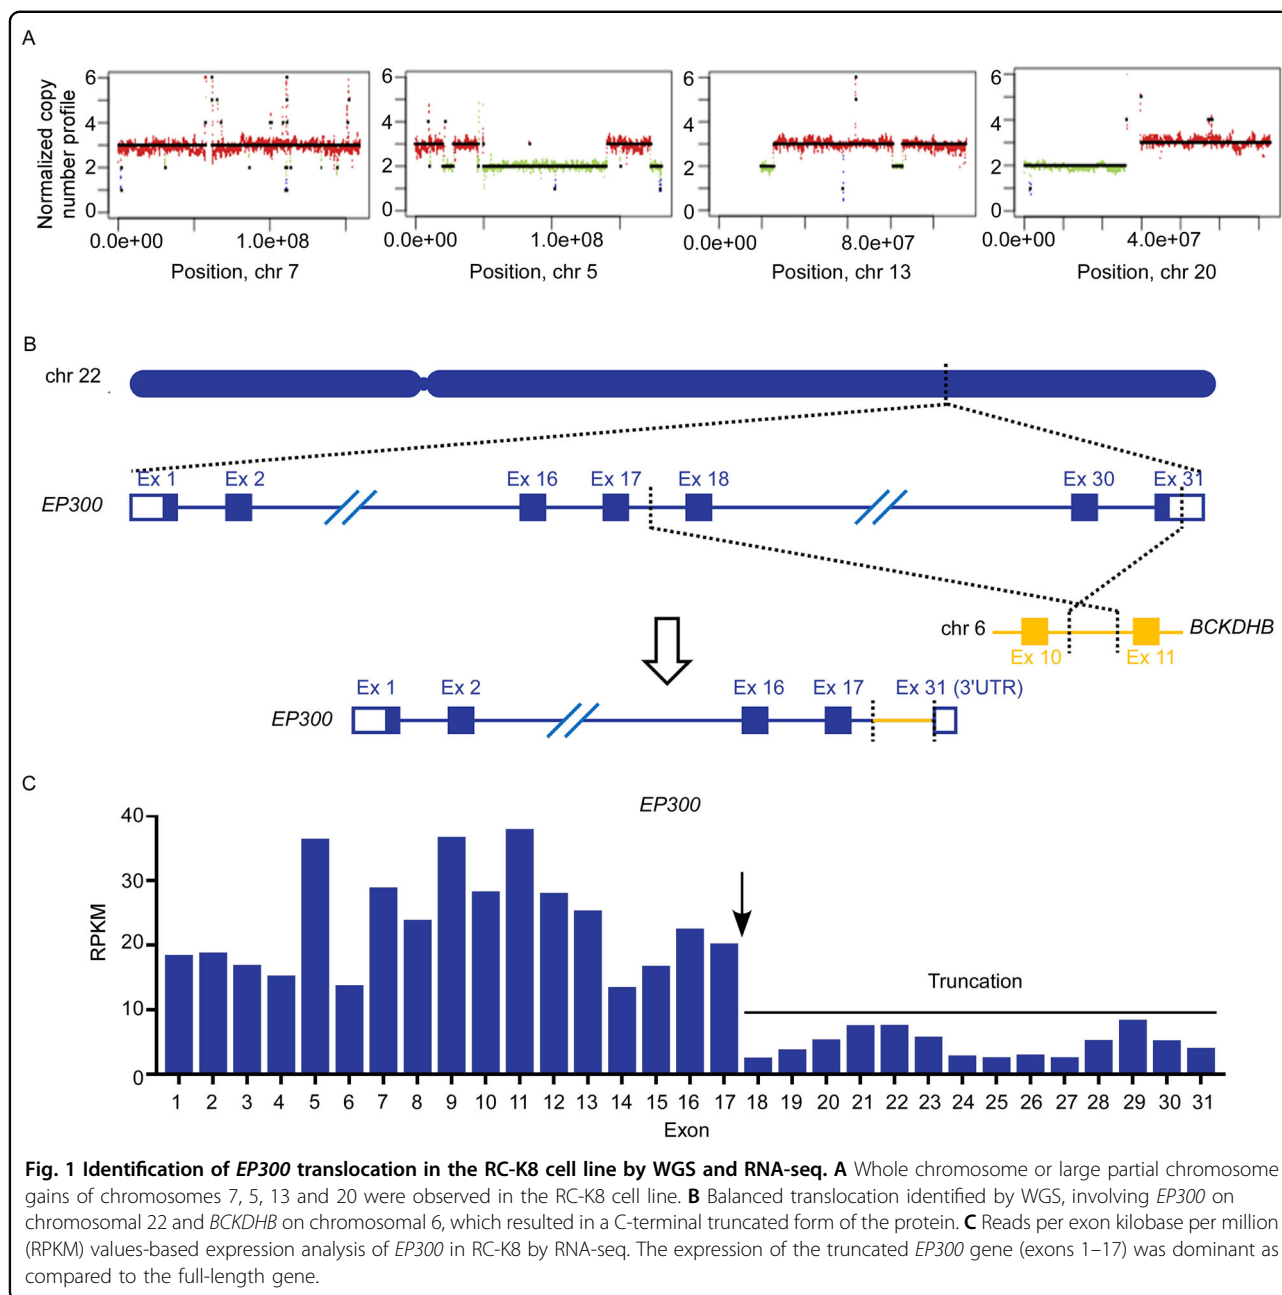 A
Normalized copy
number profile
6
4
2
0
0.0e+00 1.0e+08
Position, chr 7
6
4
2
0
0.0e+00 1.0e+08
Position, chr 5
6
4
2
0
0.0e+00 8.0e+07
Position, chr 13
6
4
2
0
0.0e+00 4.0e+07
Position, chr 20
B
chr 22
Ex 1 Ex 2 Ex 16 Ex 17 Ex 18 Ex 30 Ex 31
EP300
chr 6 BCKDHB
Ex 10 Ex 11
Ex 1 Ex 2 Ex 16 Ex 17 Ex 31 (3'UTR)
EP300
C
EP300
RPKM
40
30
20
10
0
Truncation
1 2 3 4 5 6 7 8 9 10 11 12 13 14 15 16 17 18 19 20 21 22 23 24 25 26 27 28 29 30 31
Exon
Fig. 1 Identification of EP300 translocation in the RC-K8 cell line by WGS and RNA-seq. A Whole chromosome or large partial chromosome
gains of chromosomes 7, 5, 13 and 20 were observed in the RC-K8 cell line. B Balanced translocation identified by WGS, involving EP300 on
chromosomal 22 and BCKDHB on chromosomal 6, which resulted in a C-terminal truncated form of the protein. C Reads per exon kilobase per million
(RPKM) values-based expression analysis of EP300 in RC-K8 by RNA-seq. The expression of the truncated EP300 gene (exons 1–17) was dominant as
compared to the full-length gene.